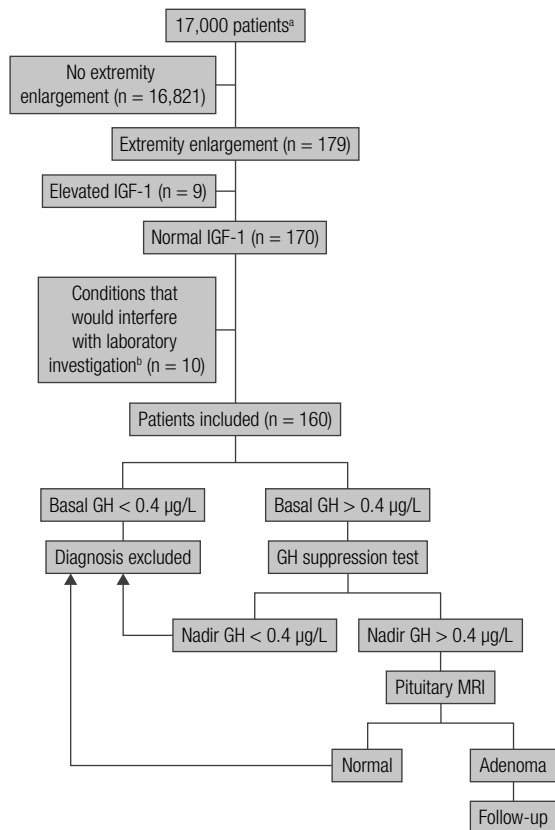 17,000 patientsᵃ
No extremity
enlargement (n = 16,821)
Extremity enlargement (n = 179)
Elevated IGF-1 (n = 9)
Normal IGF-1 (n = 170)
Conditions that
would interfere
with laboratory
investigationᵇ (n = 10)
Patients included (n = 160)
Basal GH < 0.4 µg/L
Basal GH > 0.4 µg/L
Diagnosis excluded
GH suppression test
Nadir GH < 0.4 µg/L
Nadir GH > 0.4 µg/L
Pituitary MRI
Normal
Adenoma
Follow-up